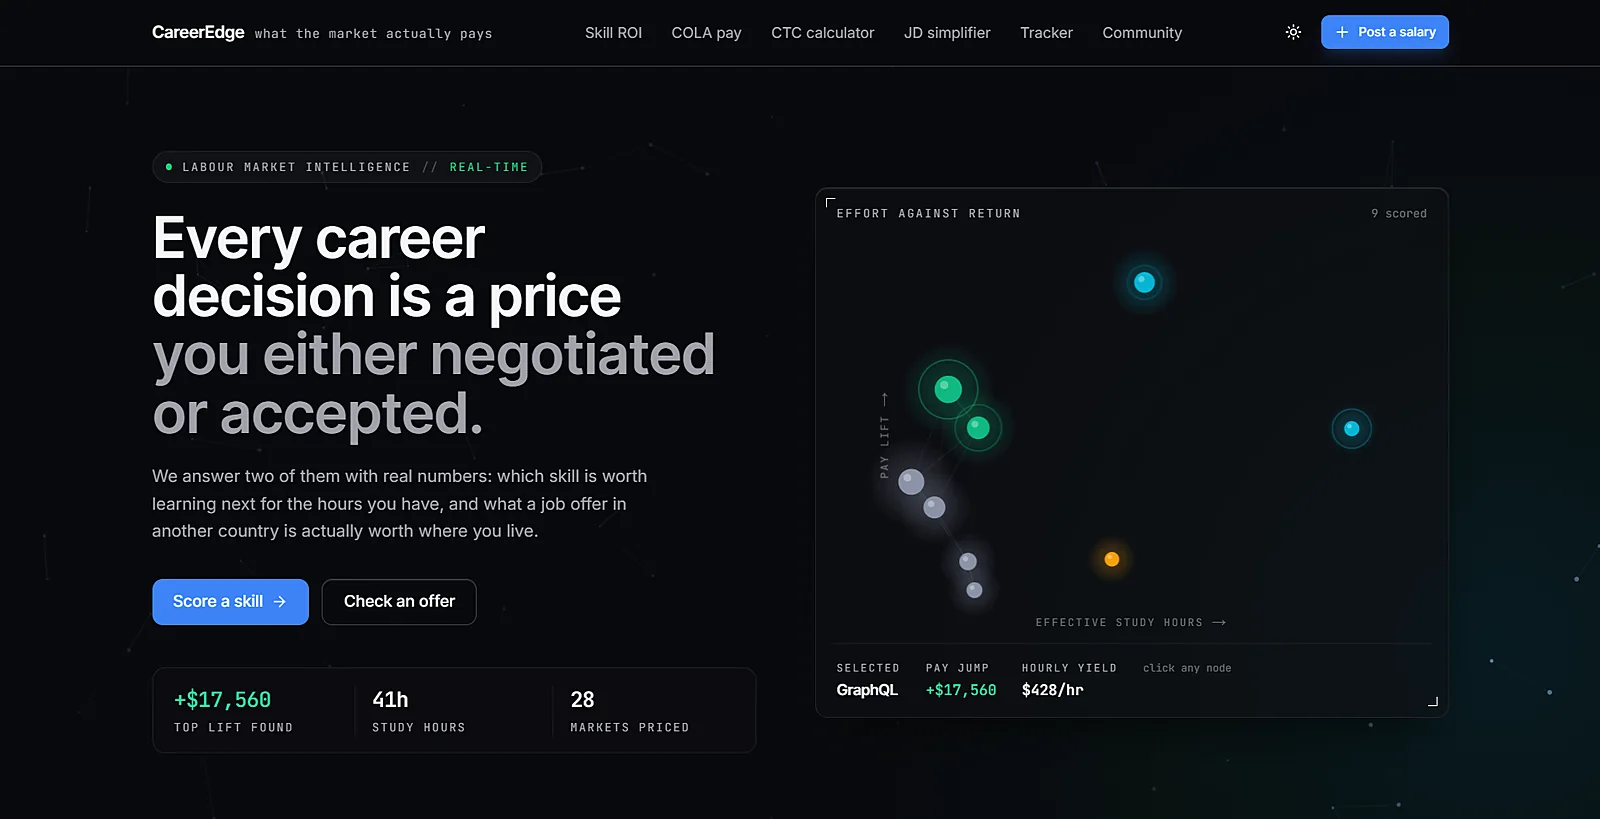 CareerEdge what the market actually pays
Skill ROI COLA pay CTC calculator JD simplifier Tracker Community
Post a salary
LABOUR MARKET INTELLIGENCE // REAL-TIME
Every career
decision is a price
you either negotiated
or accepted.
We answer two of them with real numbers: which skill is worth
learning next for the hours you have, and what a job offer in
another country is actually worth where you live.
Score a skill →
Check an offer
+$17,560
TOP LIFT FOUND
41h
STUDY HOURS
28
MARKETS PRICED
EFFORT AGAINST RETURN
9 scored
PAY LIFT →
EFFECTIVE STUDY HOURS →
SELECTED PAY JUMP HOURLY YIELD click any node
GraphQL +$17,560 $428/hr